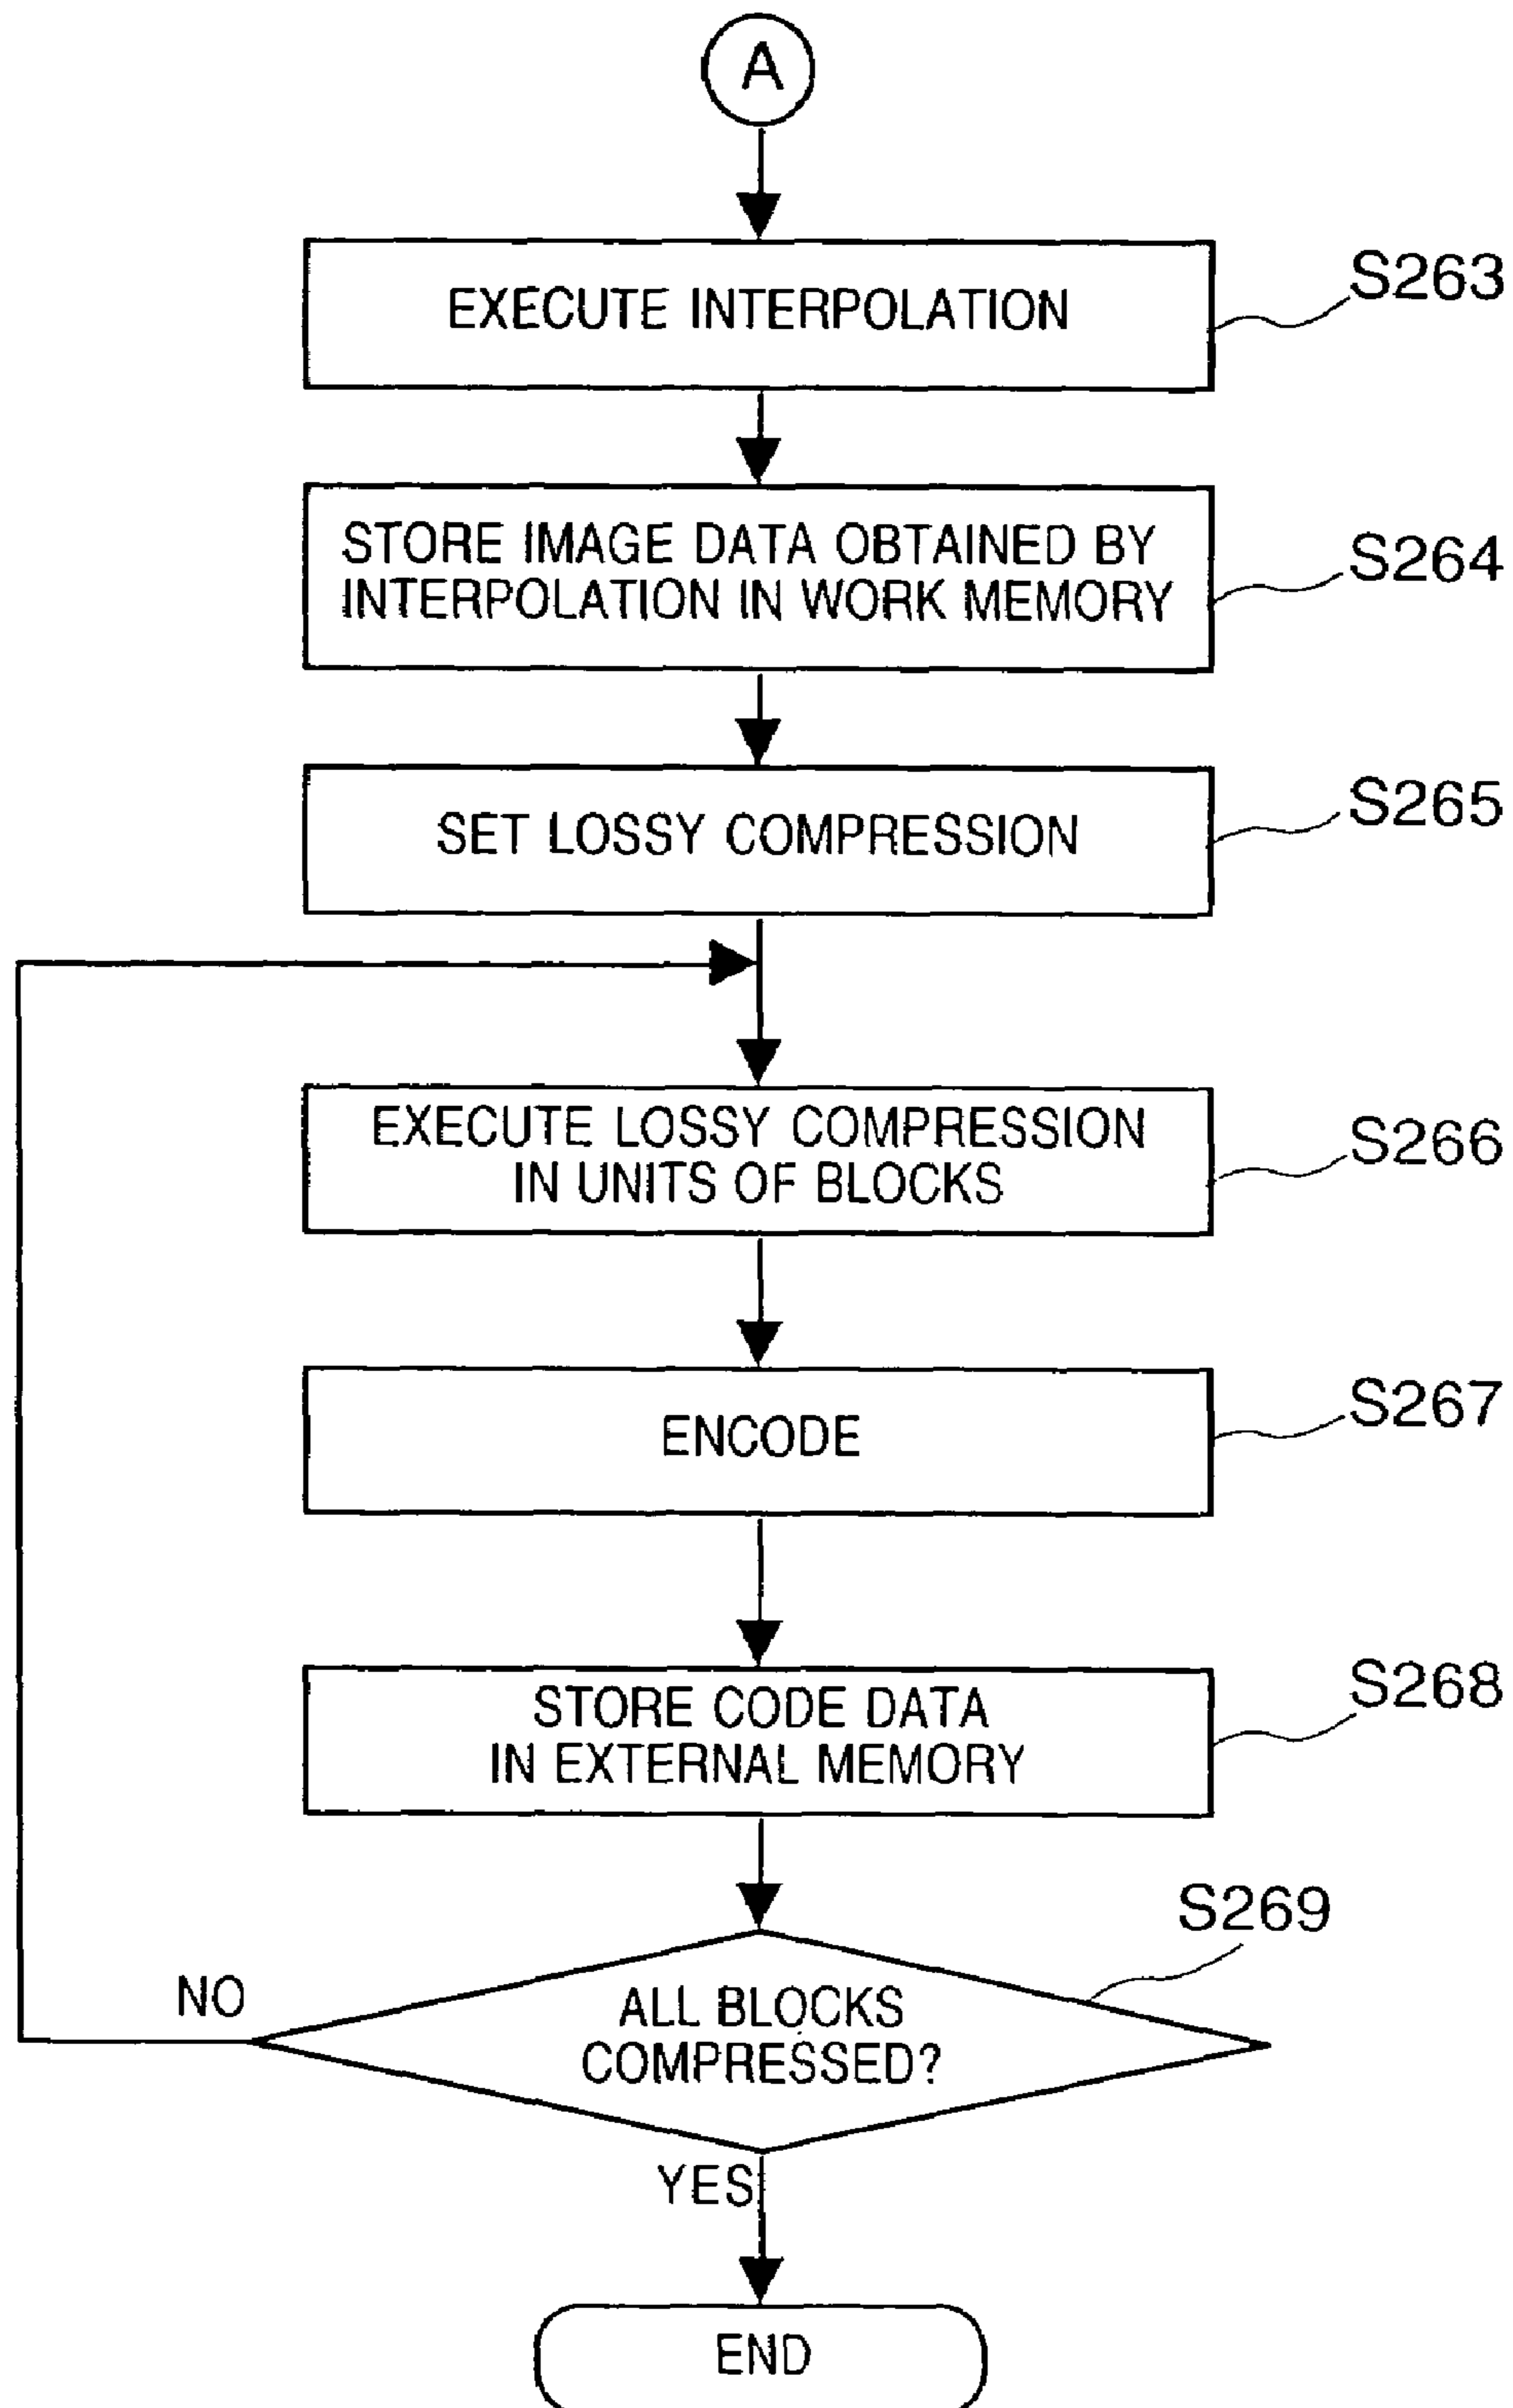 A
EXECUTE INTERPOLATION
S263
STORE IMAGE DATA OBTAINED BY
INTERPOLATION IN WORK MEMORY
S264
SET LOSSY COMPRESSION
S265
EXECUTE LOSSY COMPRESSION
IN UNITS OF BLOCKS
S266
ENCODE
S267
STORE CODE DATA
IN EXTERNAL MEMORY
S268
S269
ALL BLOCKS
COMPRESSED?
NO
YES
END